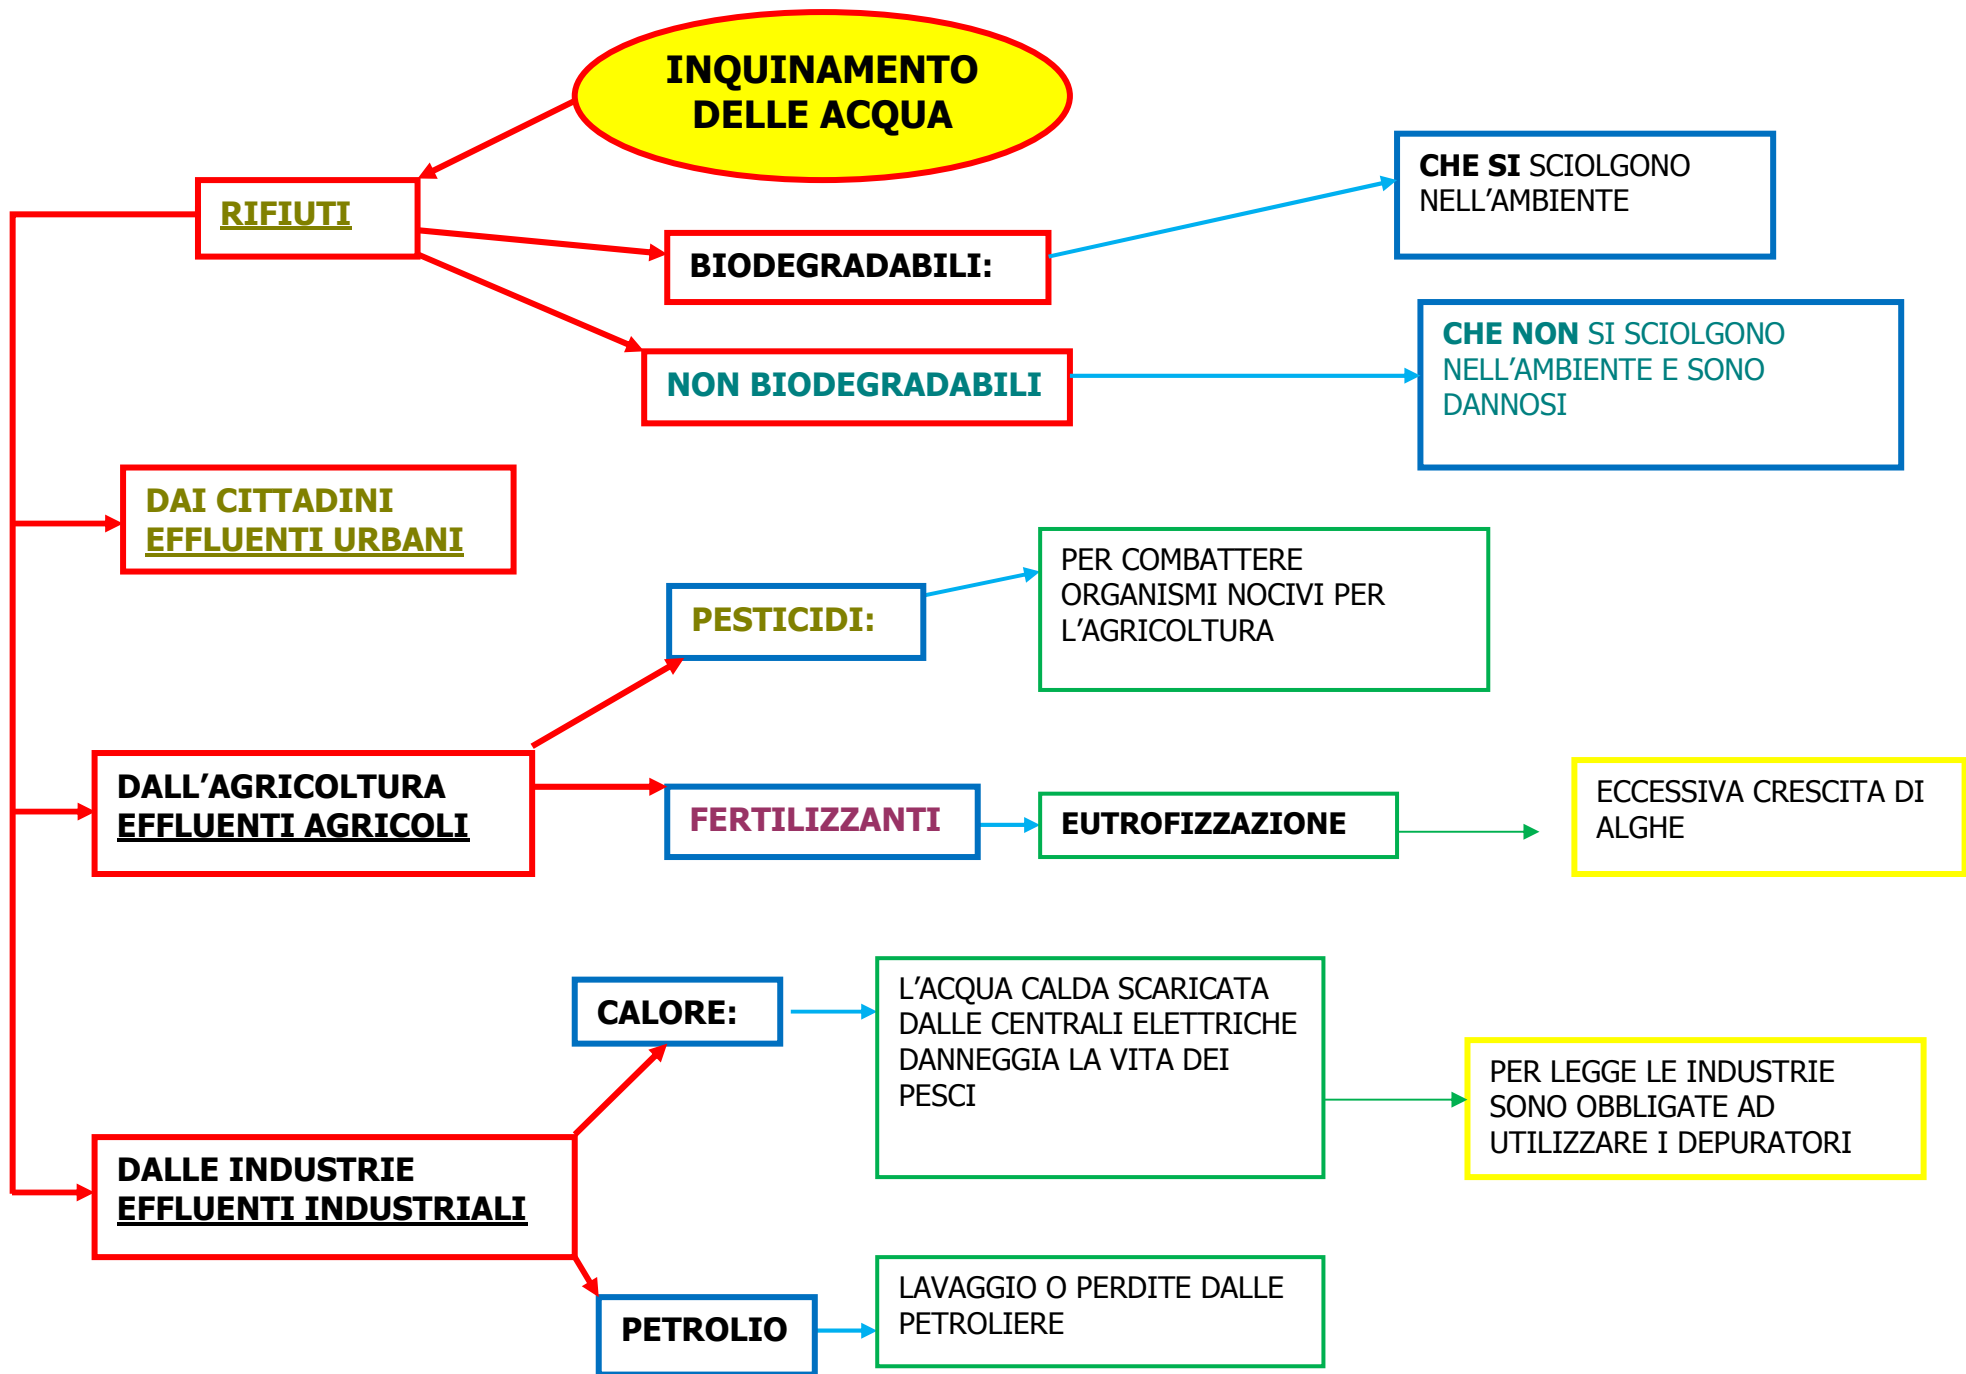 INQUINAMENTO
DELLE ACQUA
RIFIUTI
BIODEGRADABILI:
CHE SI SCIOLGONO
NELL’AMBIENTE
NON BIODEGRADABILI
CHE NON SI SCIOLGONO
NELL’AMBIENTE E SONO
DANNOSI
DAI CITTADINI
EFFLUENTI URBANI
PESTICIDI:
PER COMBATTERE
ORGANISMI NOCIVI PER
L’AGRICOLTURA
DALL’AGRICOLTURA
EFFLUENTI AGRICOLI
FERTILIZZANTI
EUTROFIZZAZIONE
ECCESSIVA CRESCITA DI
ALGHE
CALORE:
L’ACQUA CALDA SCARICATA
DALLE CENTRALI ELETTRICHE
DANNEGGIA LA VITA DEI
PESCI
PER LEGGE LE INDUSTRIE
SONO OBBLIGATE AD
UTILIZZARE I DEPURATORI
DALLE INDUSTRIE
EFFLUENTI INDUSTRIALI
PETROLIO
LAVAGGIO O PERDITE DALLE
PETROLIERE